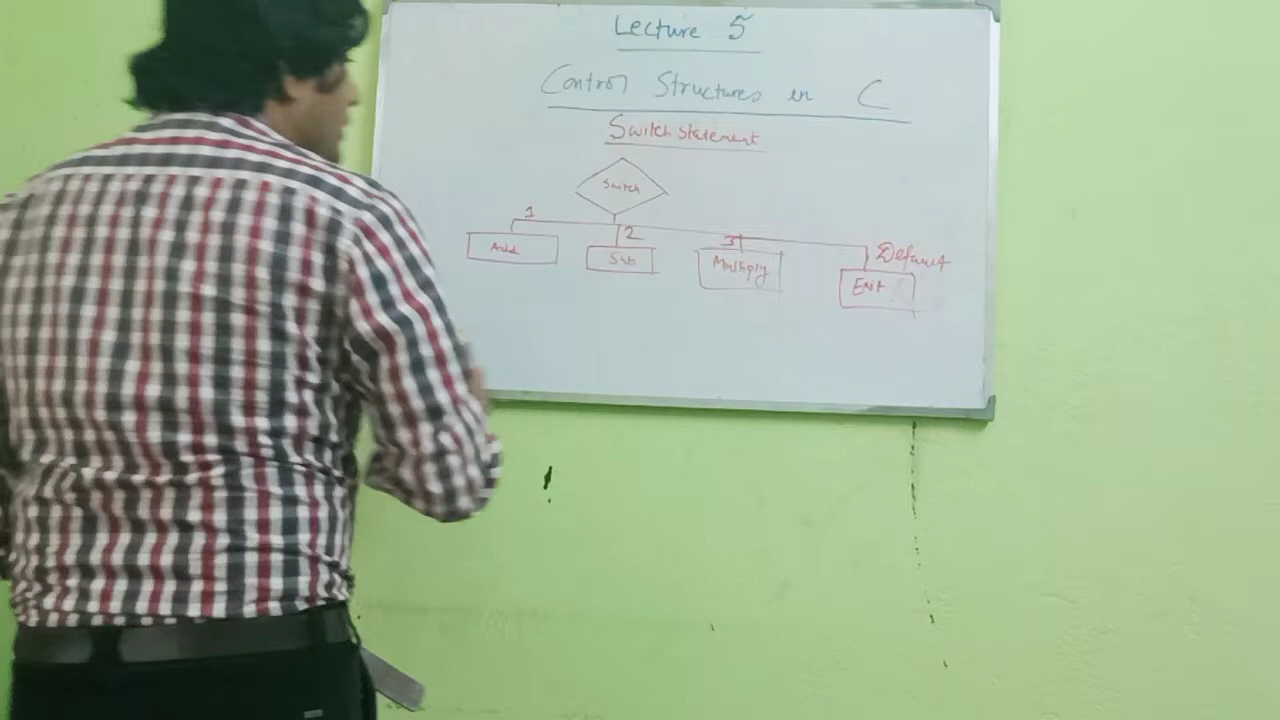 Lecture 5
Control Structures in C
Switch statement
Switch
1
2
3
Default
Add
Sub
Multiply
Exit